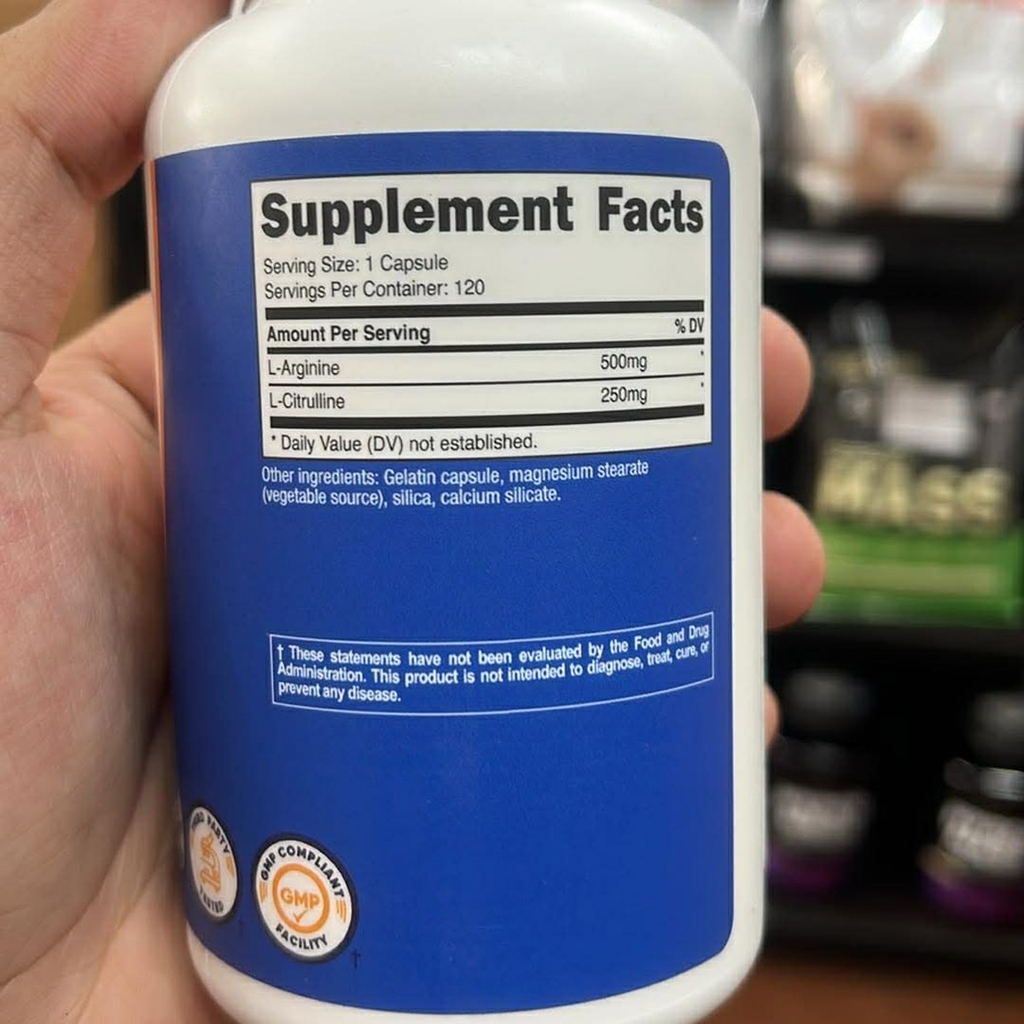 Supplement Facts
Serving Size: 1 Capsule
Servings Per Container: 120
Amount Per Serving % DV
L-Arginine 500mg *
L-Citrulline 250mg *
* Daily Value (DV) not established.
Other ingredients: Gelatin capsule, magnesium stearate
(vegetable source), silica, calcium silicate.
† These statements have not been evaluated by the Food and Drug
Administration. This product is not intended to diagnose, treat, cure, or
prevent any disease.
PARTY
TESTED
GMP COMPLIANT
GMP
FACILITY
†
MASS